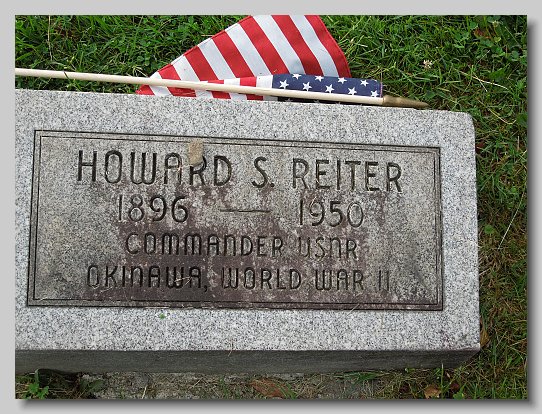 HOWARD S. REITER
1896 — 1950
COMMANDER USNR
OKINAWA, WORLD WAR II